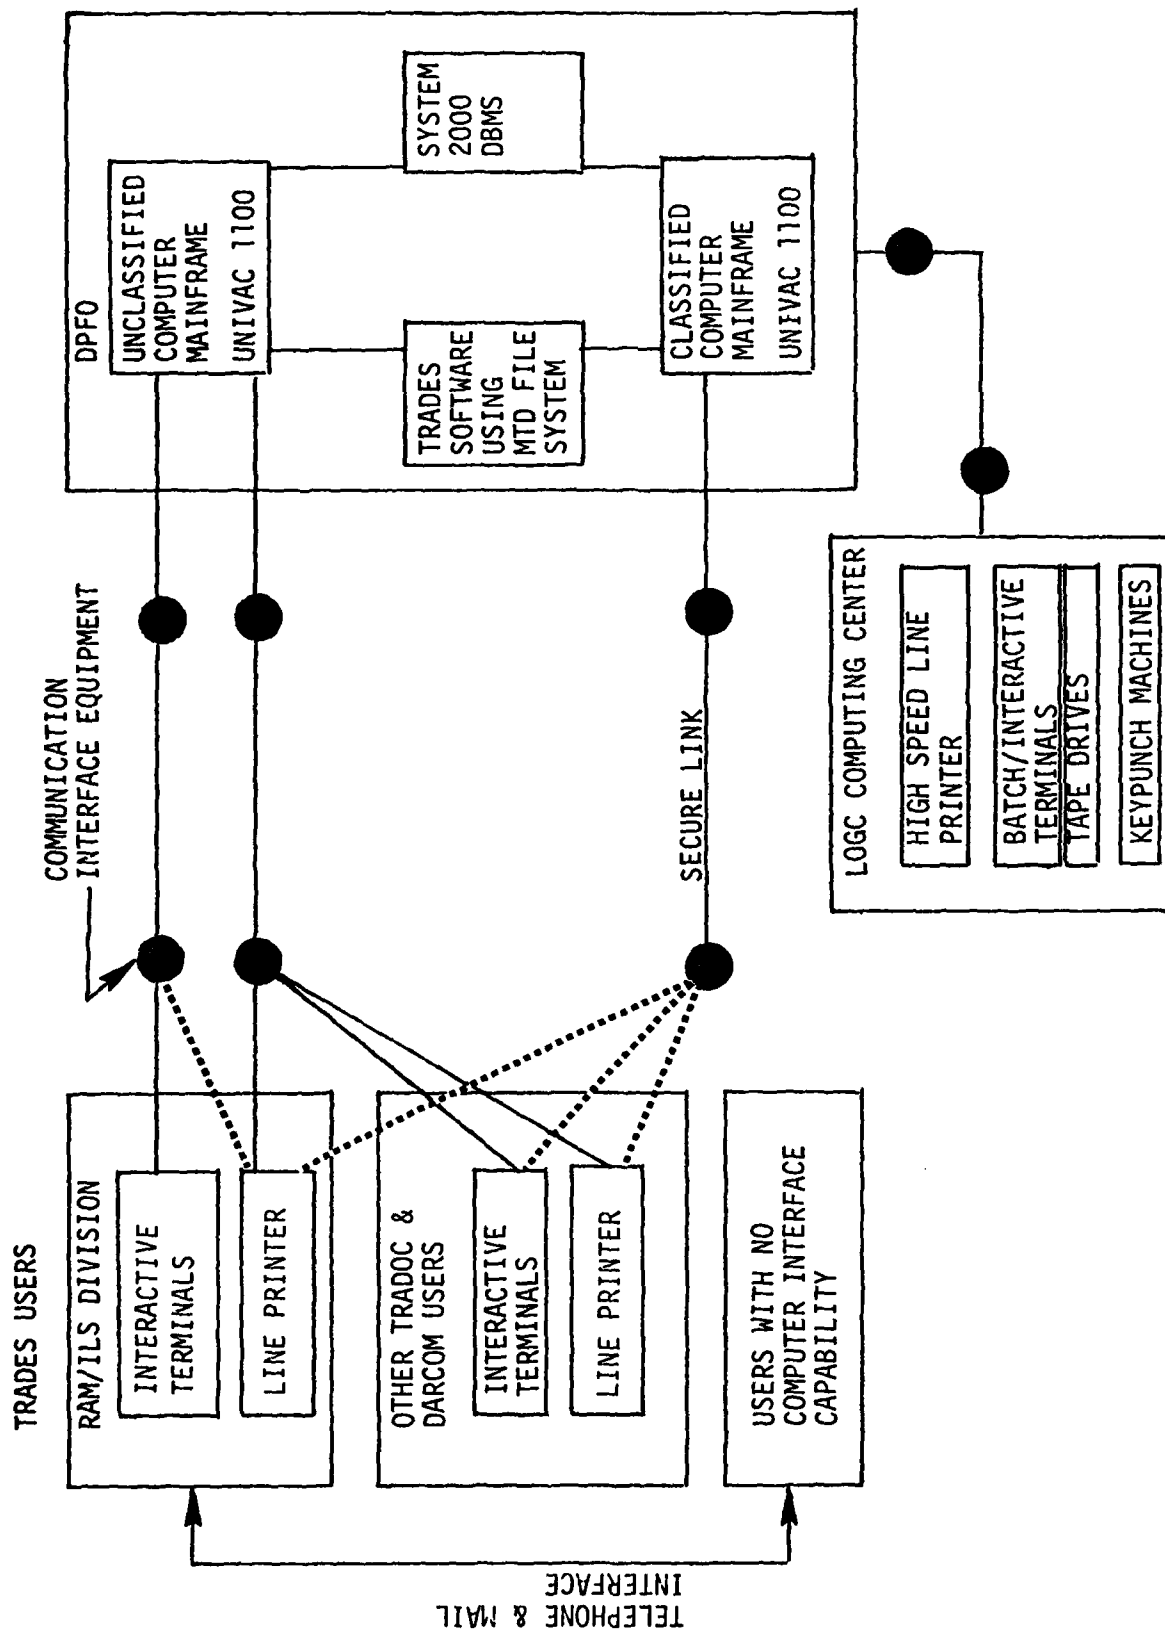 TRADES USERS
RAM/ILS DIVISION
INTERACTIVE
TERMINALS
LINE PRINTER
OTHER TRADOC &
DARCOM USERS
INTERACTIVE
TERMINALS
LINE PRINTER
USERS WITH NO
COMPUTER INTERFACE
CAPABILITY
TELEPHONE & MAIL
INTERFACE
COMMUNICATION
INTERFACE EQUIPMENT
SECURE LINK
DPFO
UNCLASSIFIED
COMPUTER
MAINFRAME
UNIVAC 1100
TRADES
SOFTWARE
USING
MTD FILE
SYSTEM
SYSTEM
2000
DBMS
CLASSIFIED
COMPUTER
MAINFRAME
UNIVAC 1100
LOGC COMPUTING CENTER
HIGH SPEED LINE
PRINTER
BATCH/INTERACTIVE
TERMINALS
TAPE DRIVES
KEYPUNCH MACHINES